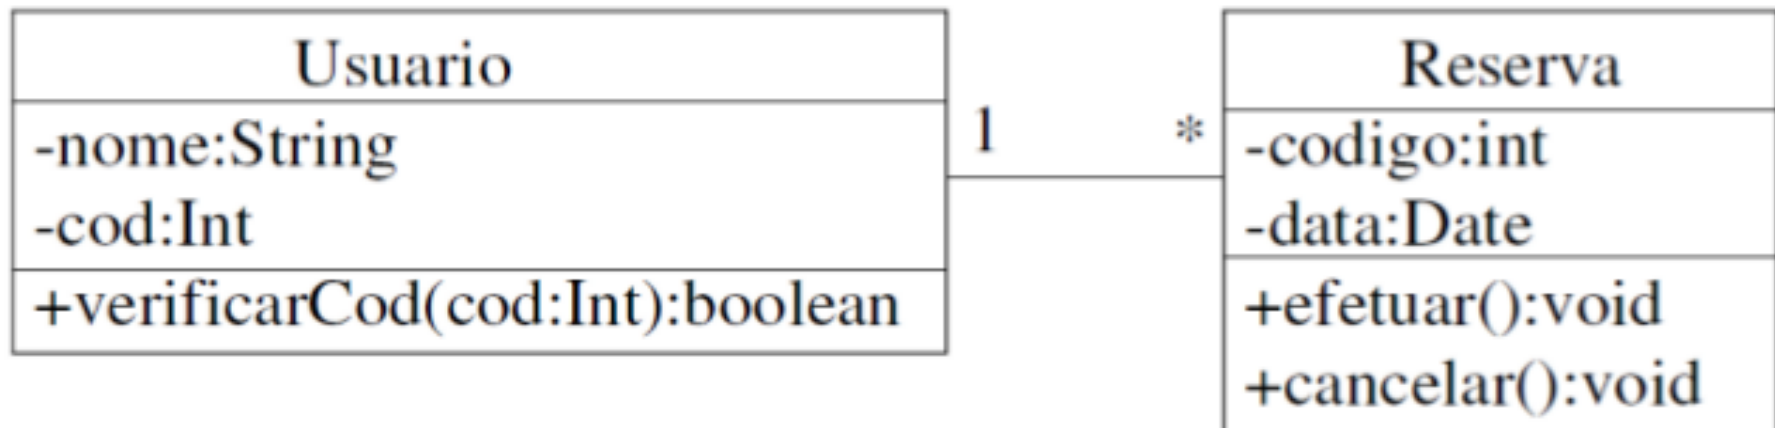 Usuario
-nome:String
-cod:Int
+verificarCod(cod:Int):boolean
1
*
Reserva
-codigo:int
-data:Date
+efetuar():void
+cancelar():void